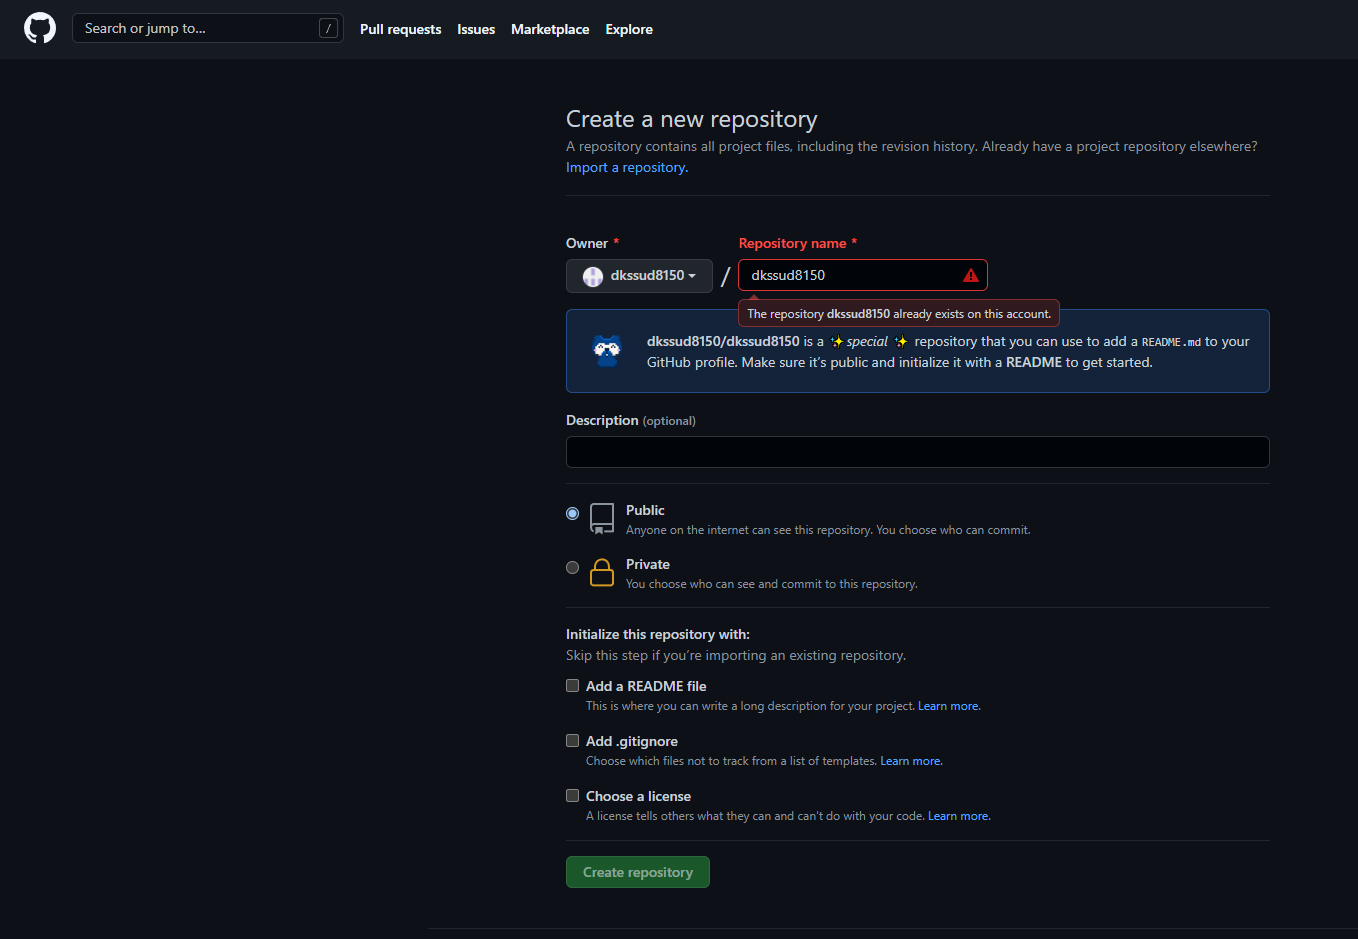 Search or jump to... /
Pull requests
Issues
Marketplace
Explore
Create a new repository
A repository contains all project files, including the revision history. Already have a project repository elsewhere?
Import a repository.
Owner *
Repository name *
dkssud8150 / dkssud8150
The repository dkssud8150 already exists on this account.
dkssud8150/dkssud8150 is a ✨ special ✨ repository that you can use to add a README.md to your
GitHub profile. Make sure it’s public and initialize it with a README to get started.
Description (optional)
Public
Anyone on the internet can see this repository. You choose who can commit.
Private
You choose who can see and commit to this repository.
Initialize this repository with:
Skip this step if you’re importing an existing repository.
Add a README file
This is where you can write a long description for your project. Learn more.
Add .gitignore
Choose which files not to track from a list of templates. Learn more.
Choose a license
A license tells others what they can and can't do with your code. Learn more.
Create repository